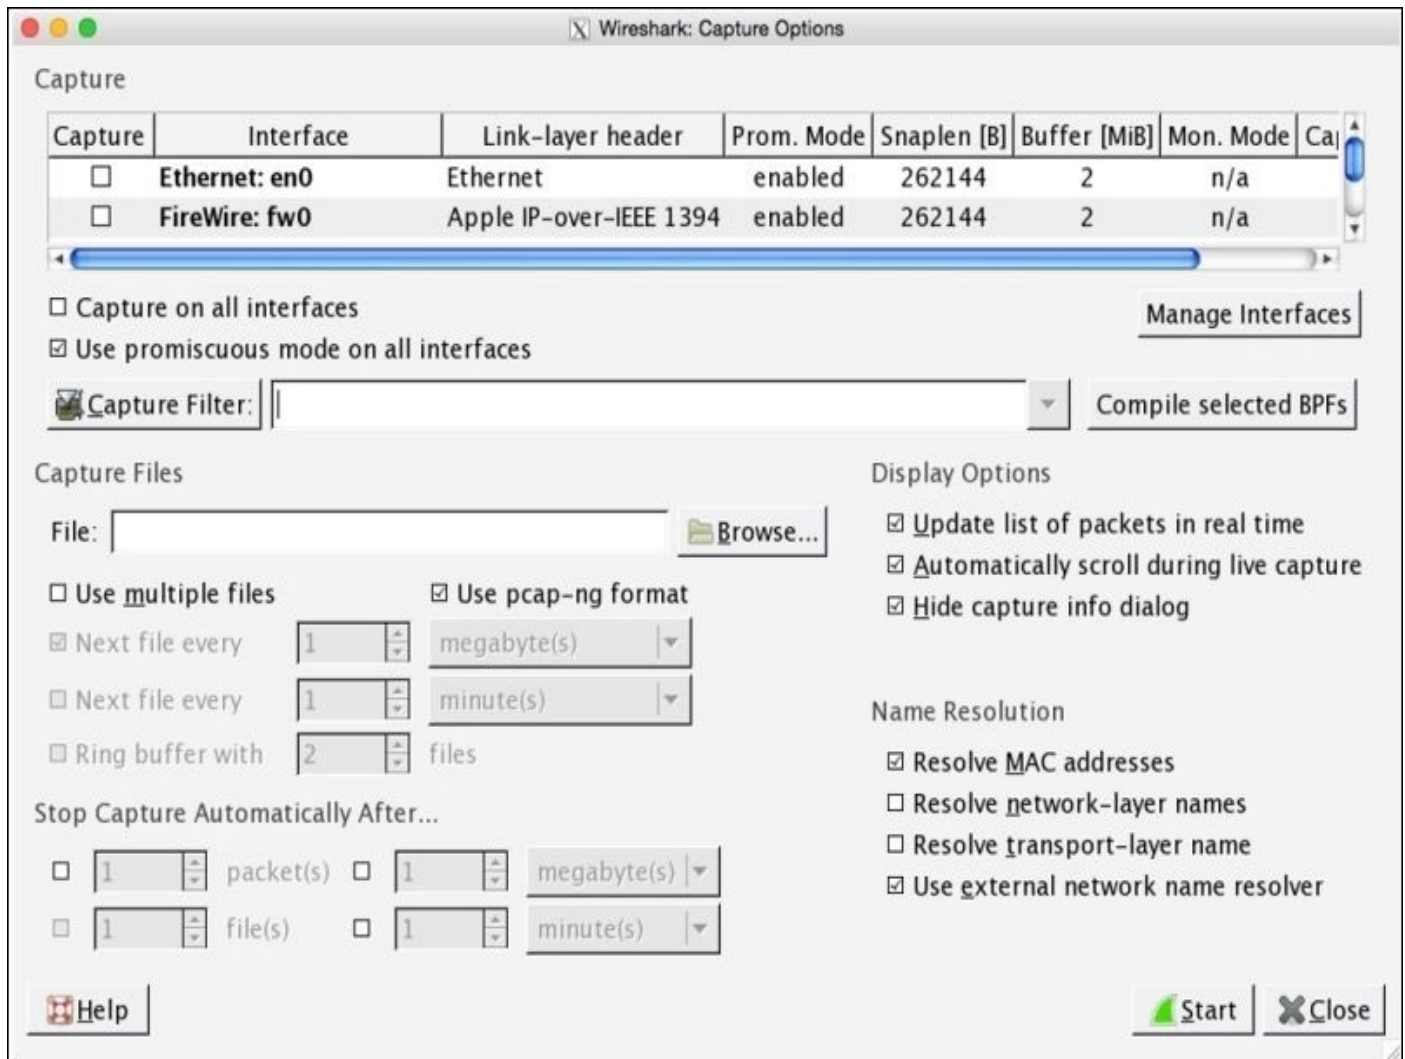 Wireshark: Capture Options
Capture
Capture Interface Link-layer header Prom. Mode Snaplen [B] Buffer [MiB] Mon. Mode
Ethernet: en0 Ethernet enabled 262144 2 n/a
FireWire: fw0 Apple IP-over-IEEE 1394 enabled 262144 2 n/a
Capture on all interfaces
Manage Interfaces
Use promiscuous mode on all interfaces
Capture Filter: Compile selected BPFs
Capture Files
File: Browse...
Use multiple files Use pcap-ng format
Next file every 1 megabyte(s)
Next file every 1 minute(s)
Ring buffer with 2 files
Stop Capture Automatically After...
1 packet(s) 1 megabyte(s)
1 file(s) 1 minute(s)
Display Options
Update list of packets in real time
Automatically scroll during live capture
Hide capture info dialog
Name Resolution
Resolve MAC addresses
Resolve network-layer names
Resolve transport-layer name
Use external network name resolver
Help Start Close